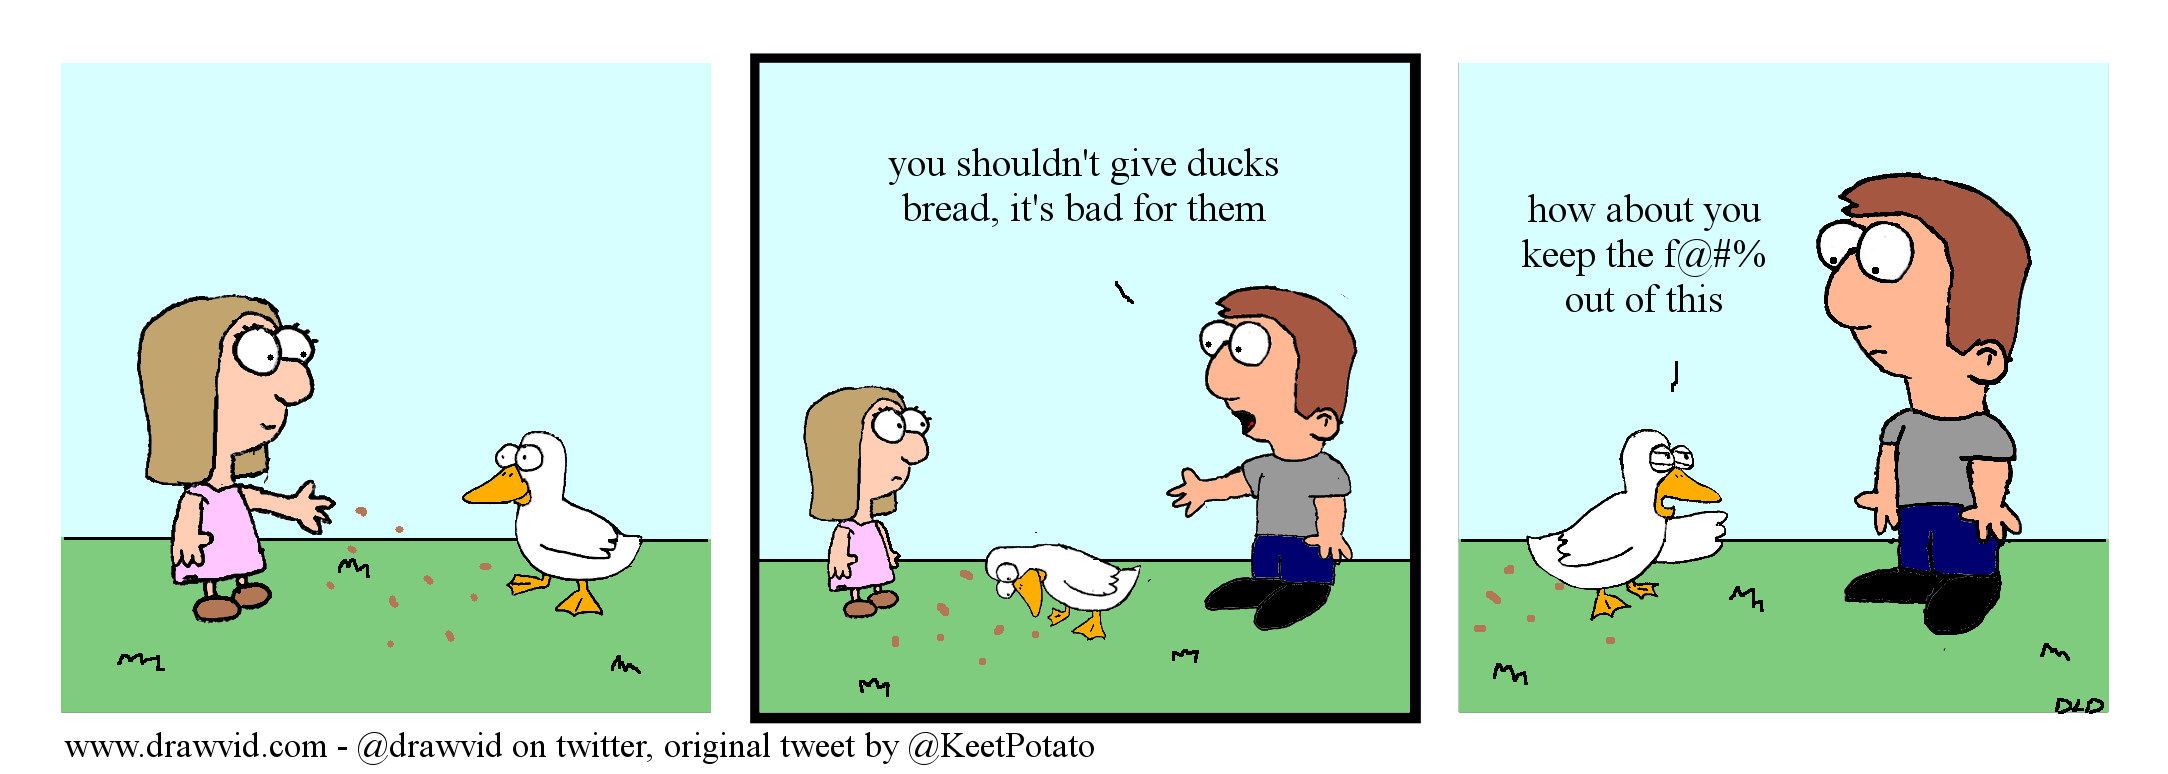 you shouldn't give ducks
bread, it's bad for them
how about you
keep the f@#%
out of this
DLD
www.drawvid.com - @drawvid on twitter, original tweet by @KeetPotato